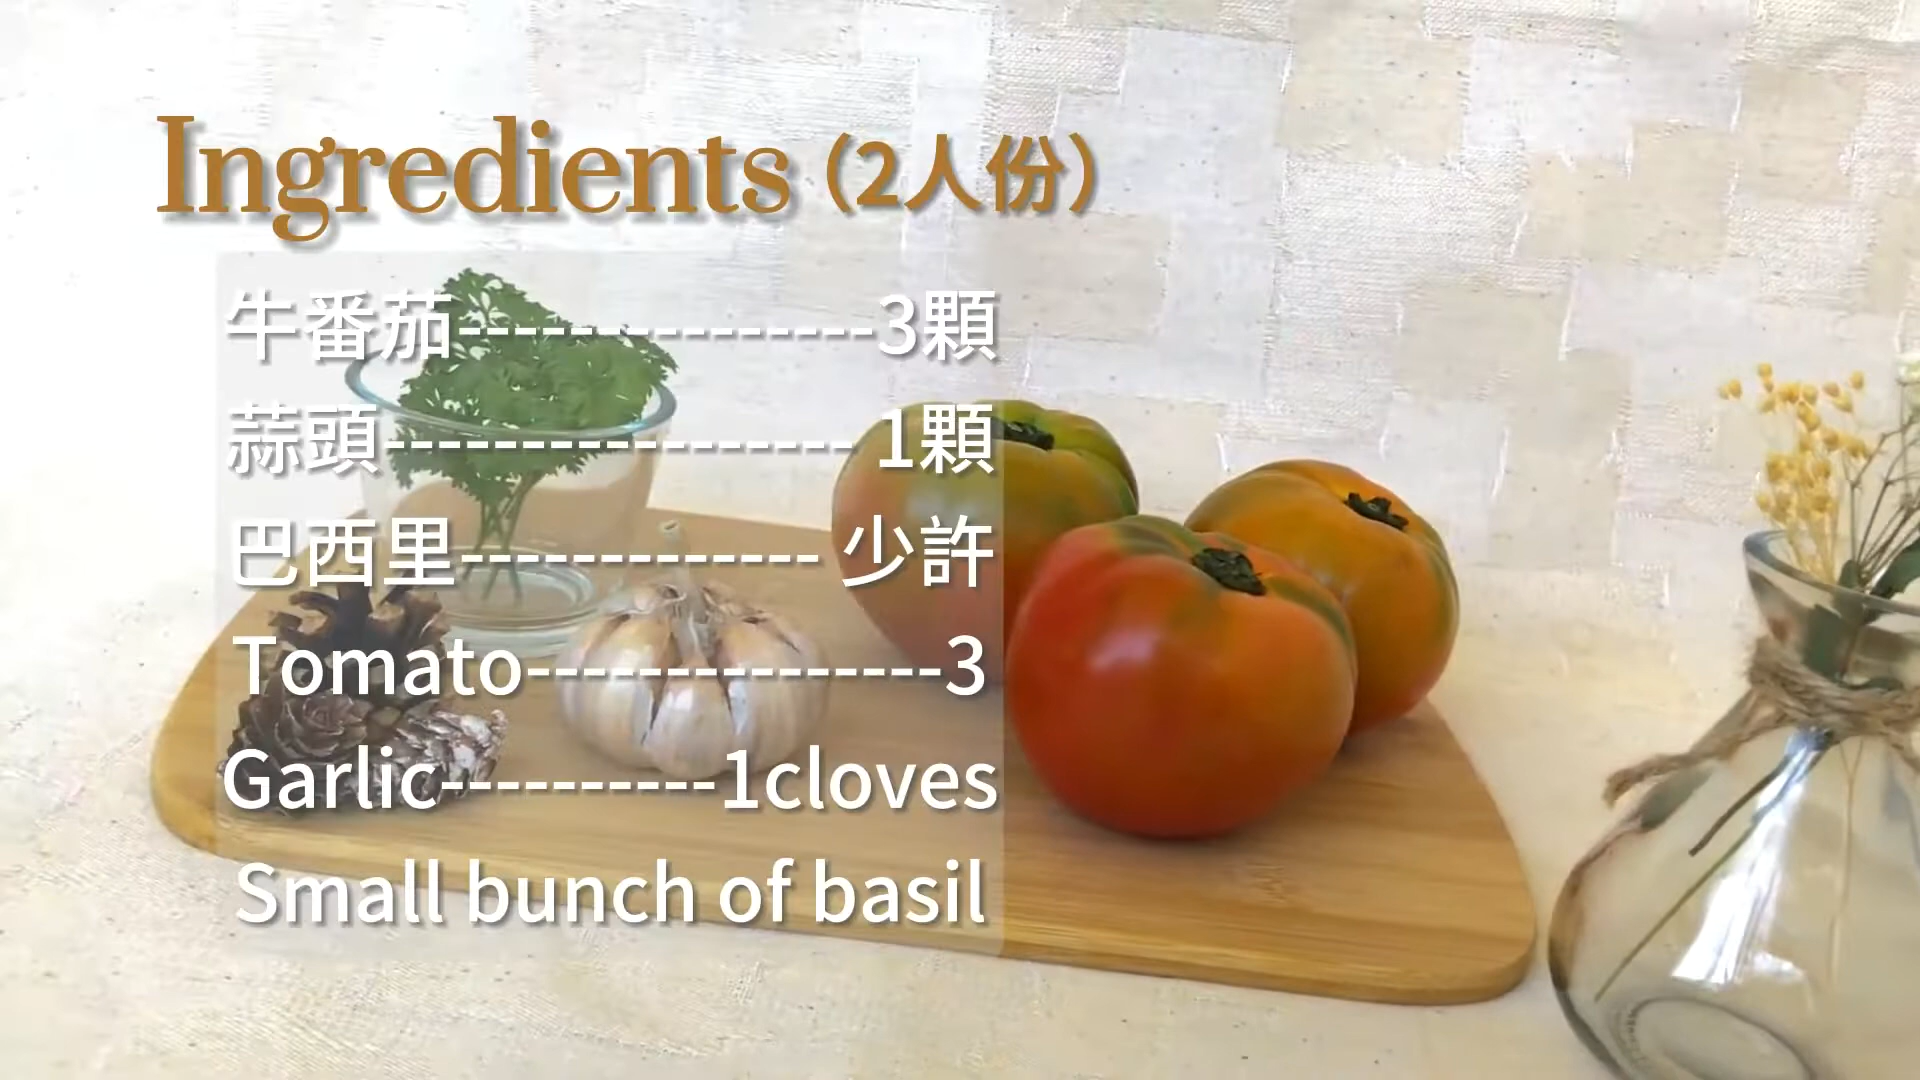 Ingredients（2人份）
牛番茄---------------3顆
蒜頭----------------- 1顆
巴西里------------- 少許
Tomato---------------3
Garlic----------1cloves
Small bunch of basil